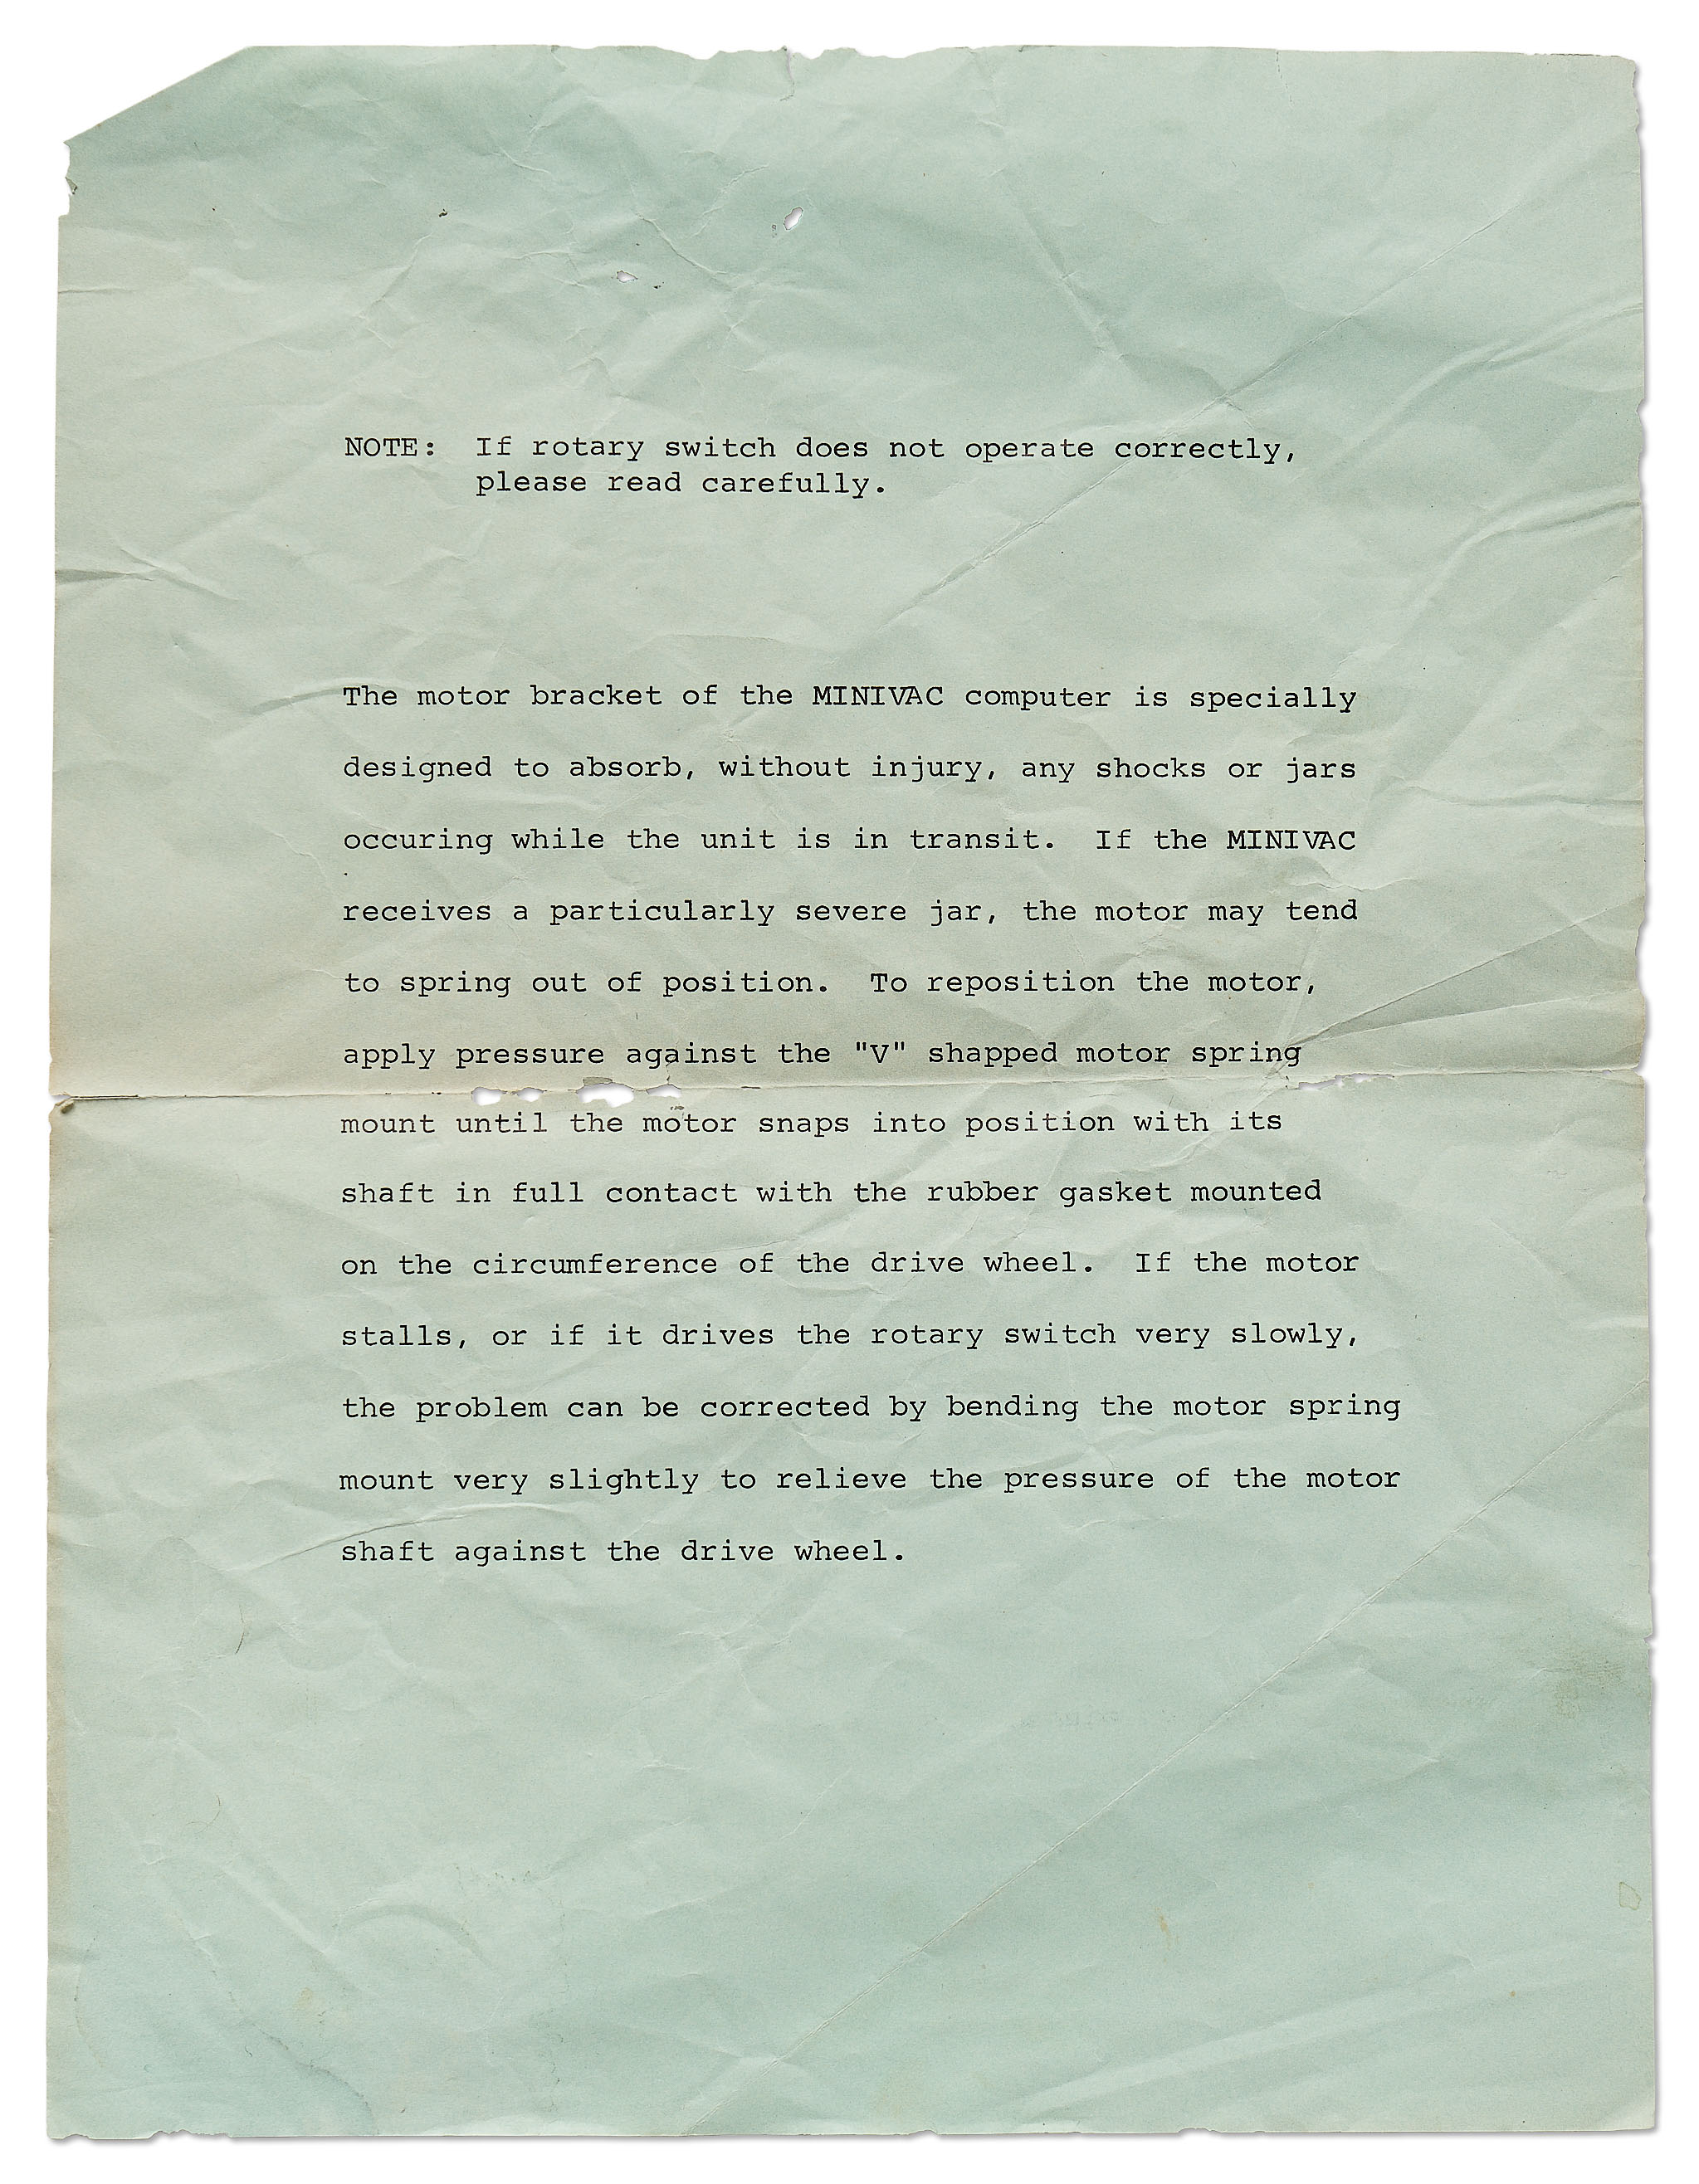 NOTE:  If rotary switch does not operate correctly,
please read carefully.
The motor bracket of the MINIVAC computer is specially
designed to absorb, without injury, any shocks or jars
occuring while the unit is in transit.  If the MINIVAC
receives a particularly severe jar, the motor may tend
to spring out of position.  To reposition the motor,
apply pressure against the "V" shapped motor spring
mount until the motor snaps into position with its
shaft in full contact with the rubber gasket mounted
on the circumference of the drive wheel.  If the motor
stalls, or if it drives the rotary switch very slowly,
the problem can be corrected by bending the motor spring
mount very slightly to relieve the pressure of the motor
shaft against the drive wheel.